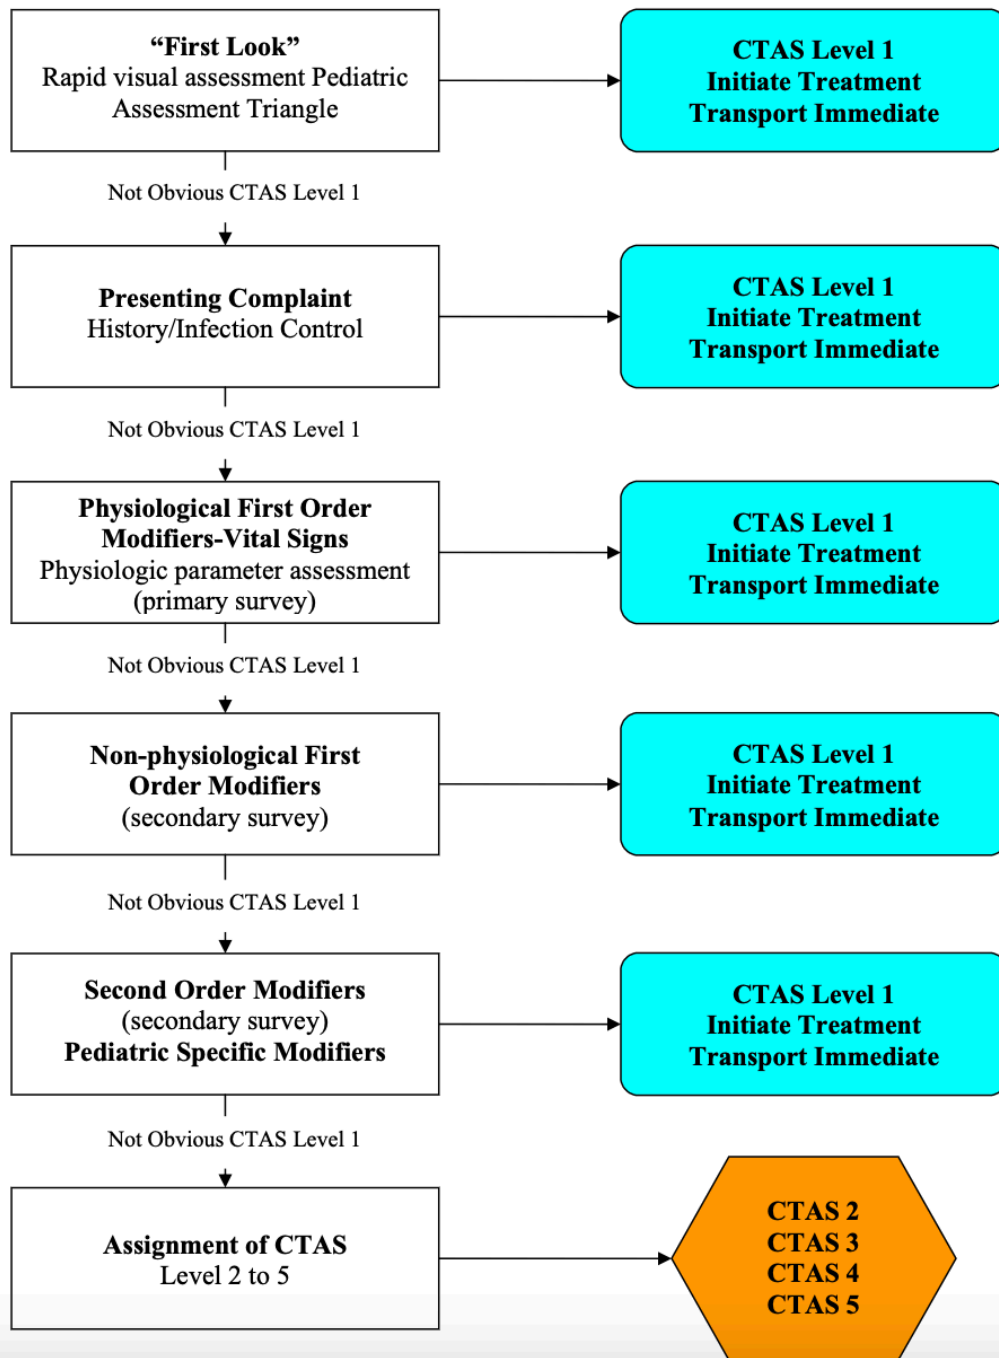 “First Look”
Rapid visual assessment Pediatric
Assessment Triangle
CTAS Level 1
Initiate Treatment
Transport Immediate
Not Obvious CTAS Level 1
Presenting Complaint
History/Infection Control
CTAS Level 1
Initiate Treatment
Transport Immediate
Not Obvious CTAS Level 1
Physiological First Order
Modifiers-Vital Signs
Physiologic parameter assessment
(primary survey)
CTAS Level 1
Initiate Treatment
Transport Immediate
Not Obvious CTAS Level 1
Non-physiological First
Order Modifiers
(secondary survey)
CTAS Level 1
Initiate Treatment
Transport Immediate
Not Obvious CTAS Level 1
Second Order Modifiers
(secondary survey)
Pediatric Specific Modifiers
CTAS Level 1
Initiate Treatment
Transport Immediate
Not Obvious CTAS Level 1
Assignment of CTAS
Level 2 to 5
CTAS 2
CTAS 3
CTAS 4
CTAS 5